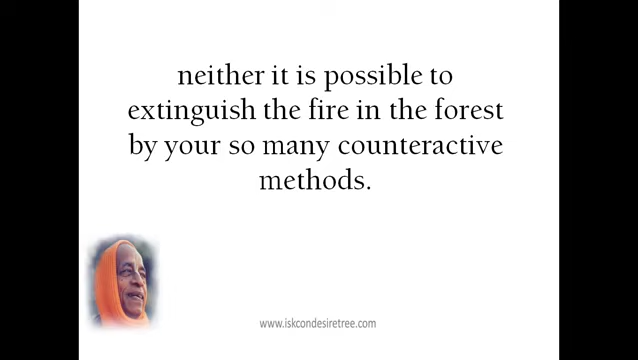 neither it is possible to
extinguish the fire in the forest
by your so many counteractive
methods.
www.iskcondesiretree.com